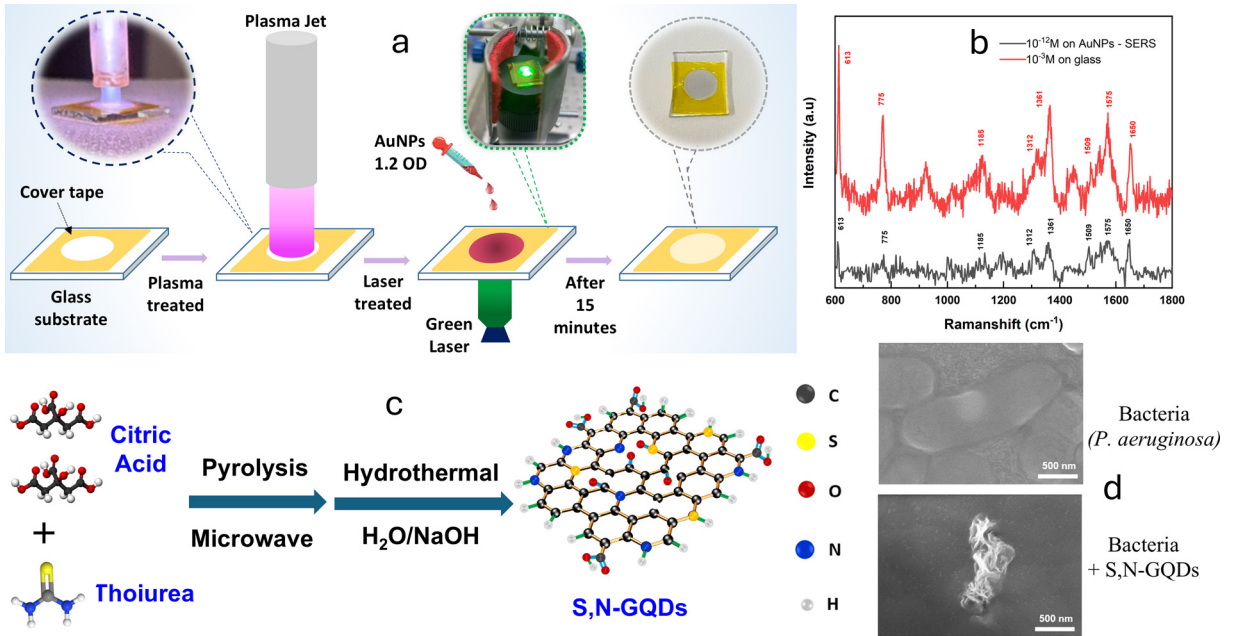 Plasma Jet
a
AuNPs
1.2 OD
Cover tape
Glass
substrate
Plasma
treated
Laser
treated
Green
Laser
After
15
minutes
b
10⁻¹²M on AuNPs - SERS
10⁻³M on glass
Intensity (a.u)
613
775
1185
1312
1361
1509
1575
1650
613
775
1185
1312
1361
1509
1575
1650
600 800 1000 1200 1400 1600 1800
Ramanshift (cm⁻¹)
c
Citric
Acid
+
Thoiurea
Pyrolysis
Microwave
Hydrothermal
H₂O/NaOH
S,N-GQDs
C
S
O
N
H
500 nm
Bacteria
(P. aeruginosa)
d
500 nm
Bacteria
+ S,N-GQDs